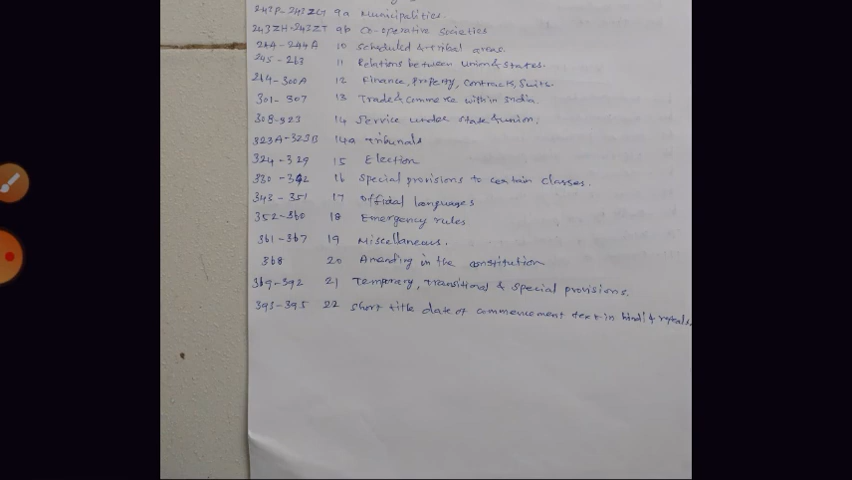 243P-243ZG 9a Municipalities.
243ZH-243ZT 9b Co-operative Societies
244-244A 10 Scheduled & tribal areas.
245-263 11 Relations between Union & States.
264-300A 12 Finance, Property, Contracts, Suits.
301-307 13 Trade & Commerce within India.
308-323 14 Service under state & union.
323A-323B 14a Tribunals
324-329 15 Election
330-342 16 Special provisions to certain classes.
343-351 17 Official languages
352-360 18 Emergency rules
361-367 19 Miscellaneous.
368 20 Amending in the constitution
369-392 21 Temporary, Transitional & Special provisions.
393-395 22 Short title date of commencement text in hindi &